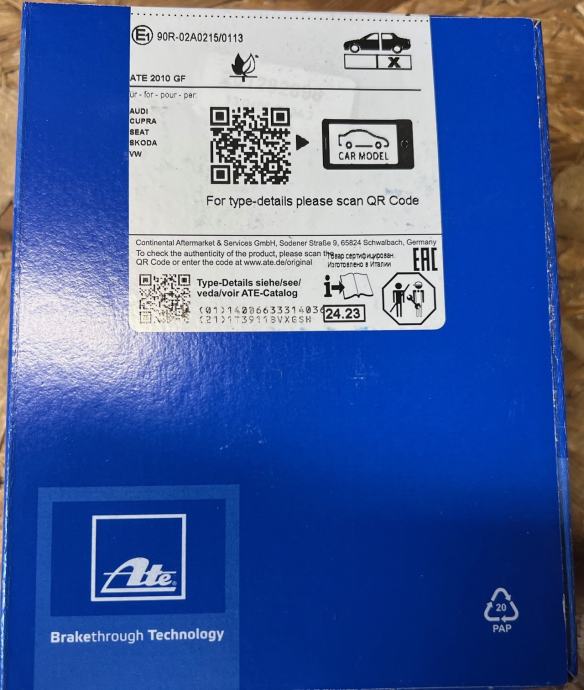 E1 90R-02A0215/0113
X
ATE 2010 GF
ür - for - pour - per:
AUDI
CUPRA
SEAT
SKODA
VW
CAR MODEL
For type-details please scan QR Code
Continental Aftermarket & Services GmbH, Sodener Straße 9, 65824 Schwalbach, Germany
To check the authenticity of the product, please scan the
QR Code or enter the code at www.ate.de/original
Товар сертифицирован.
Изготовлено в Италии
EAC
Type-Details siehe/see/
veda/voir ATE-Catalog
i
24.23
Ate®
Brakethrough Technology
20
PAP